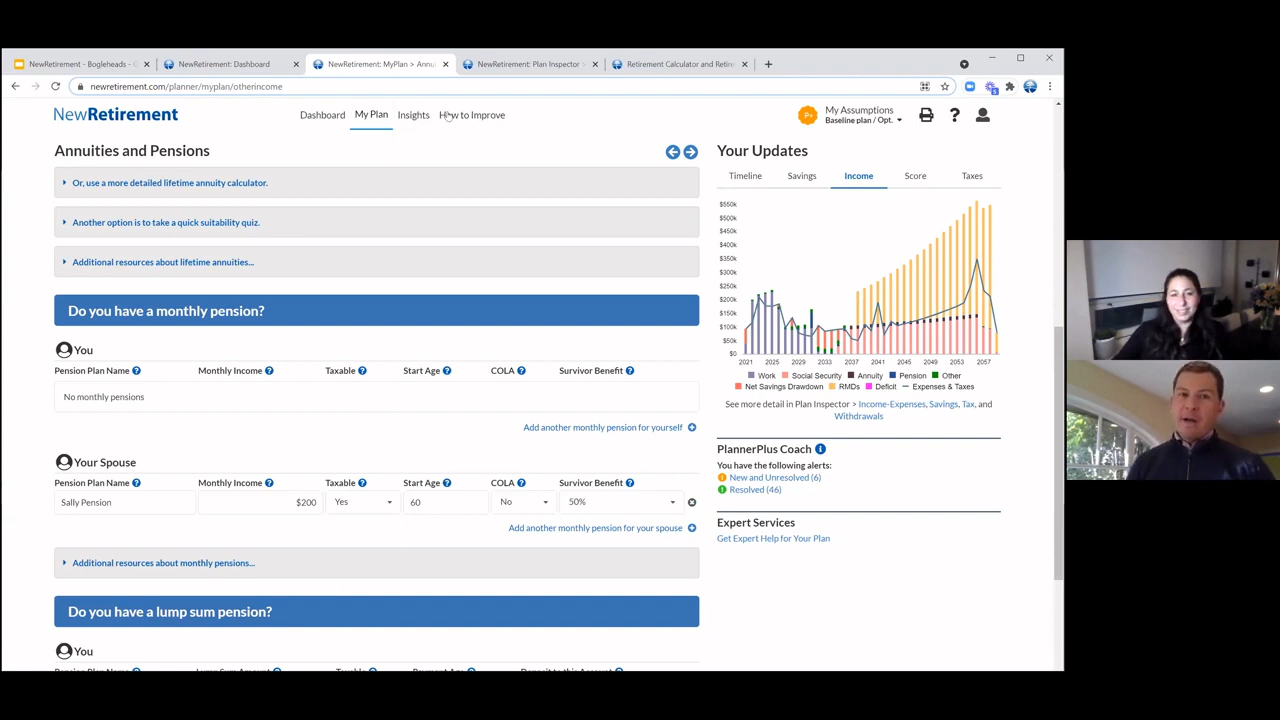 NewRetirement - Bogleheads - G
NewRetirement: Dashboard
NewRetirement: MyPlan > Annu
NewRetirement: Plan Inspector >
Retirement Calculator and Retire
newretirement.com/planner/myplan/otherincome
NewRetirement
Dashboard
My Plan
Insights
How to Improve
P+
My Assumptions
Baseline plan / Opt.
Annuities and Pensions
Or, use a more detailed lifetime annuity calculator.
Another option is to take a quick suitability quiz.
Additional resources about lifetime annuities...
Do you have a monthly pension?
You
Pension Plan Name
Monthly Income
Taxable
Start Age
COLA
Survivor Benefit
No monthly pensions
Add another monthly pension for yourself
Your Spouse
Pension Plan Name
Monthly Income
Taxable
Start Age
COLA
Survivor Benefit
Sally Pension
$200
Yes
60
No
50%
Add another monthly pension for your spouse
Additional resources about monthly pensions...
Do you have a lump sum pension?
You
Your Updates
Timeline
Savings
Income
Score
Taxes
$550k
$500k
$450k
$400k
$350k
$300k
$250k
$200k
$150k
$100k
$50k
$0
2021 2025 2029 2033 2037 2041 2045 2049 2053 2057
Work Social Security Annuity Pension Other
Net Savings Drawdown RMDs Deficit Expenses & Taxes
See more detail in Plan Inspector > Income-Expenses, Savings, Tax, and
Withdrawals
PlannerPlus Coach
You have the following alerts:
New and Unresolved (6)
Resolved (46)
Expert Services
Get Expert Help for Your Plan